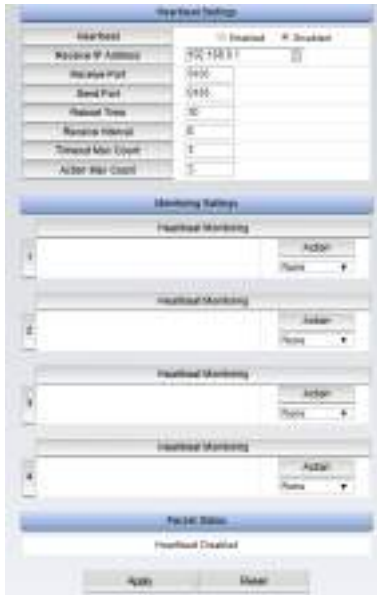 Heartbeat Settings
Heartbeat Enabled Disabled
Receive IP Address 192.168.0.1
Receive Port
Send Port
Reboot Time 30
Receive Interval
Timeout Max Count
Action Max Count
Monitoring Settings
Heartbeat Monitoring
1 Action
None
Heartbeat Monitoring
2 Action
None
Heartbeat Monitoring
3 Action
None
Heartbeat Monitoring
4 Action
None
Packet Status
Heartbeat Disabled
Apply Reset